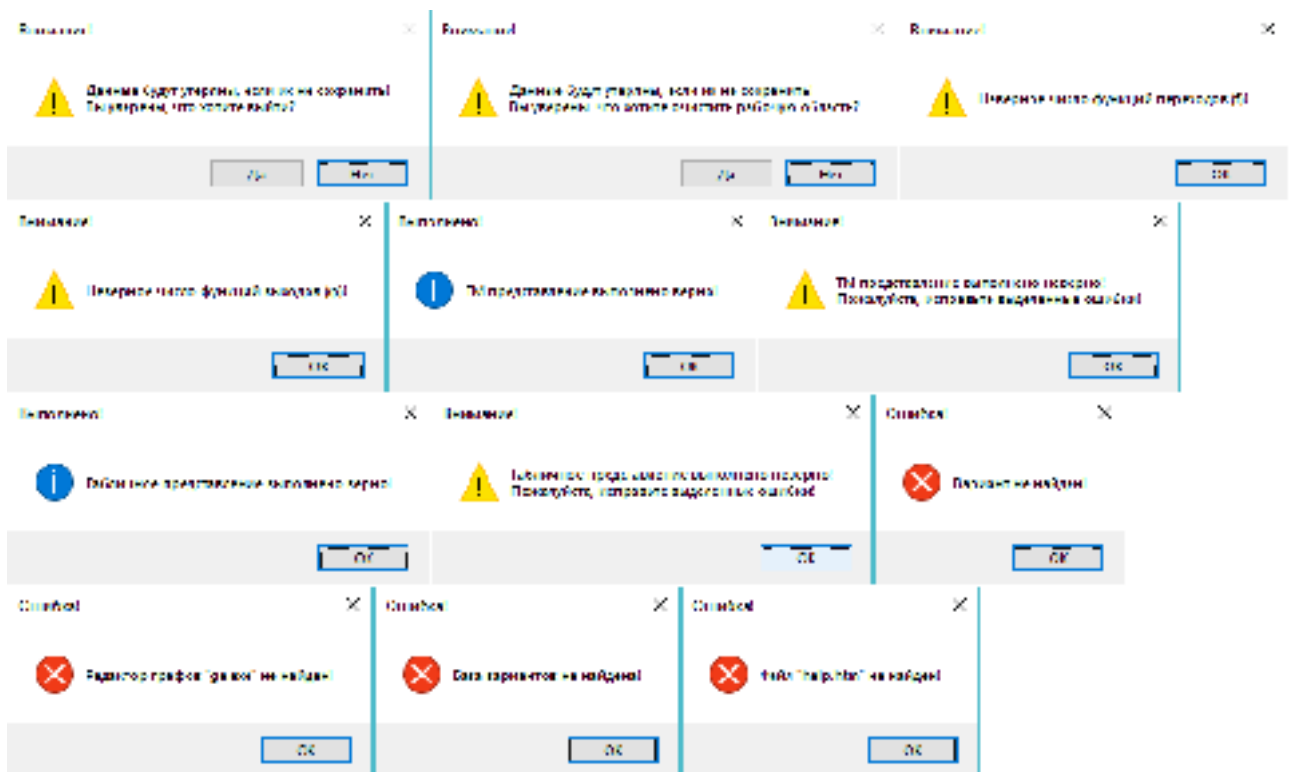 Внимание!
Данные будут утеряны, если их не сохранить!
Вы уверены, что хотите выйти?
Да
Нет
Внимание!
Данные будут утеряны, если их не сохранить
Вы уверены, что хотите очистить рабочую область?
Да
Нет
Внимание!
Неверное число функций переходов (f)!
OK
Внимание!
Неверное число функций выходов
OK
Выполнено!
представление выполнено верно!
OK
Внимание!
представление выполнено неверно!
Пожалуйста, исправьте выделенные ошибки!
OK
Выполнено!
Табличное представление выполнено верно!
OK
Внимание!
Табличное представление выполнено неверно!
Пожалуйста, исправьте выделенные ошибки!
OK
Ошибка!
Вариант не найден!
OK
Ошибка!
Редактор графов "ge.exe" не найден!
OK
Ошибка!
База вариантов не найдена!
OK
Ошибка!
Файл "help.htm" не найден!
OK